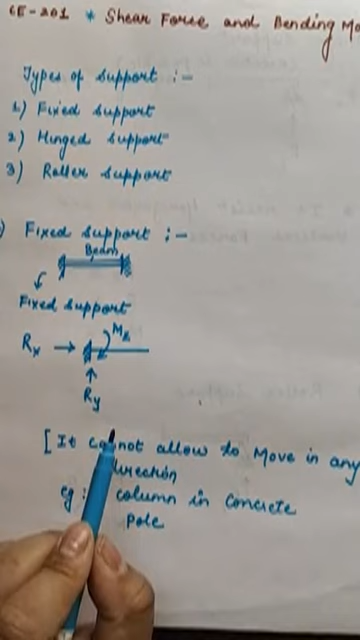 CE-201 * Shear Force and Bending Mo
Types of support :-
1) Fixed support
2) Hinged support
3) Roller support
) Fixed support :-
Beam
Fixed support
Rx → Mz
Ry
[ It cannot allow to Move in any
direction
eg : column in concrete
pole